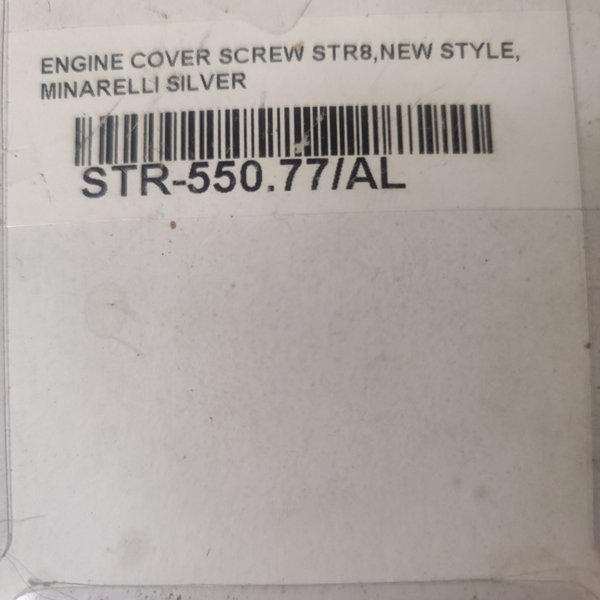 ENGINE COVER SCREW STR8,NEW STYLE,
MINARELLI SILVER
STR-550.77/AL